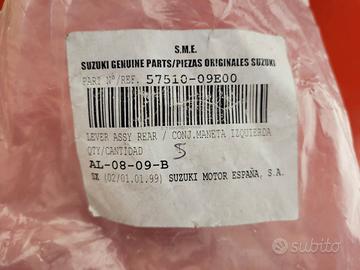 S.M.E.
SUZUKI GENUINE PARTS/PIEZAS ORIGINALES SUZUKI
PART Nº/REF. 57510-09E00
LEVER ASSY REAR / CONJ.MANETA IZQUIERDA
QTY/CANTIDAD 5
AL-08-09-B
SX (02/01.01.99) SUZUKI MOTOR ESPAÑA, S.A.
subito